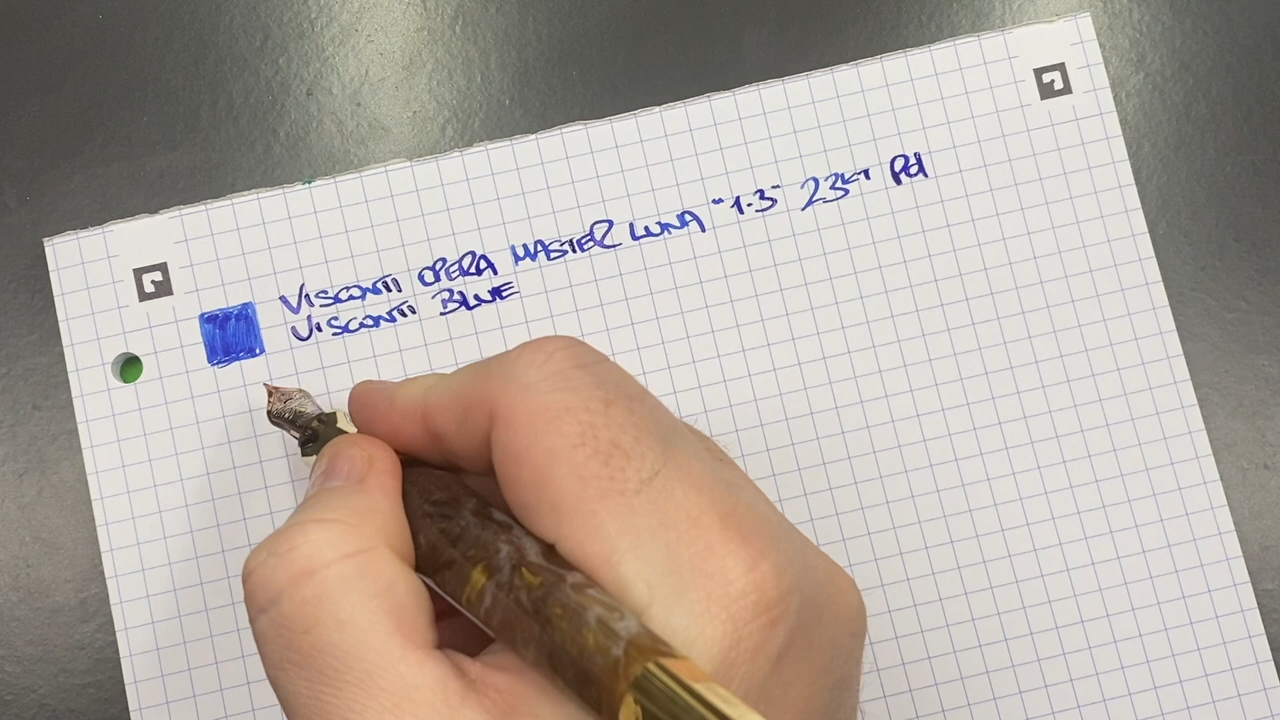 VISCONTI OPERA MASTER LUNA "1.3" 23KT Pd
VISCONTI BLUE